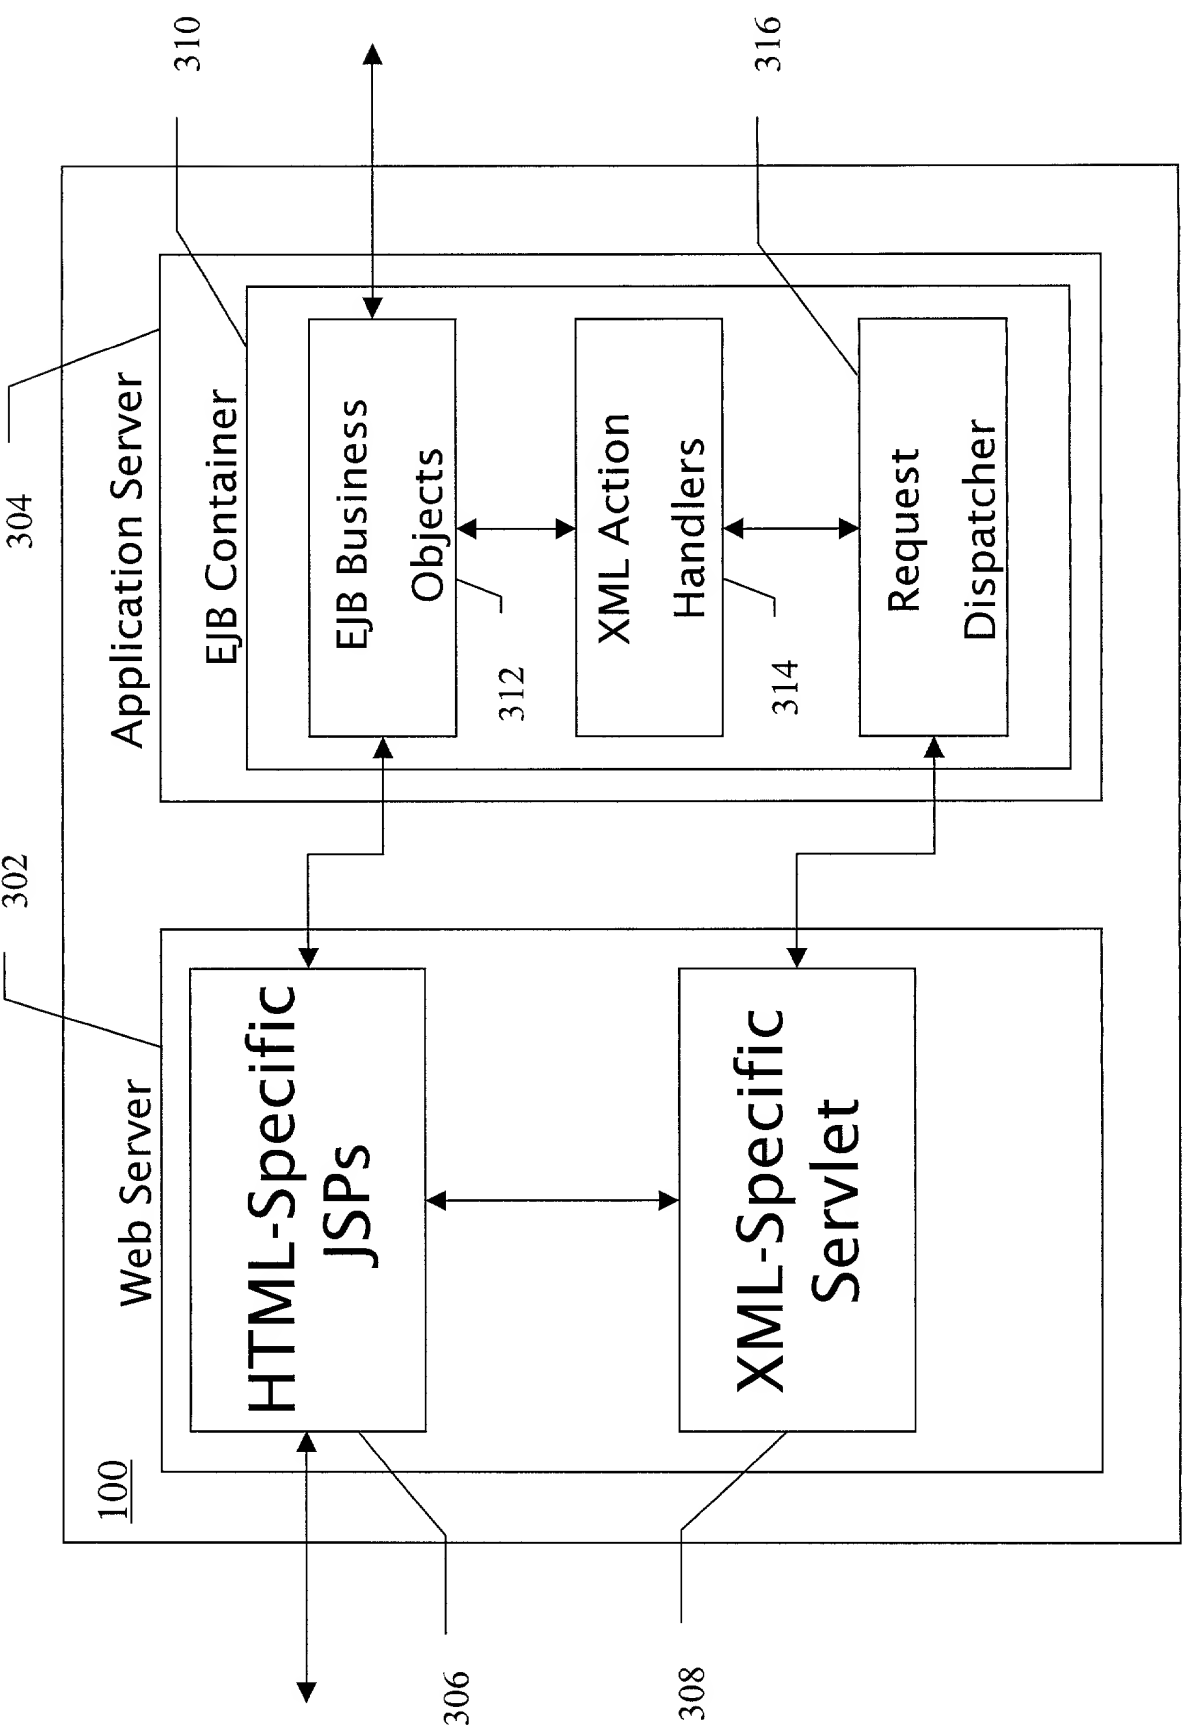 304
310
302
316
100
Web Server
Application Server
EJB Container
HTML-Specific
JSPs
EJB Business
Objects
312
XML Action
Handlers
314
XML-Specific
Servlet
Request
Dispatcher
306
308